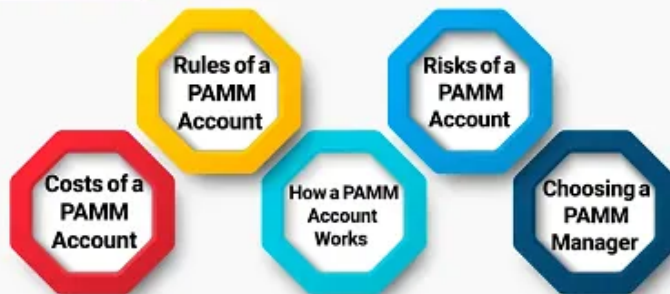 Costs of a
PAMM
Account
Rules of a
PAMM
Account
How a PAMM
Account
Works
Risks of a
PAMM
Account
Choosing a
PAMM
Manager